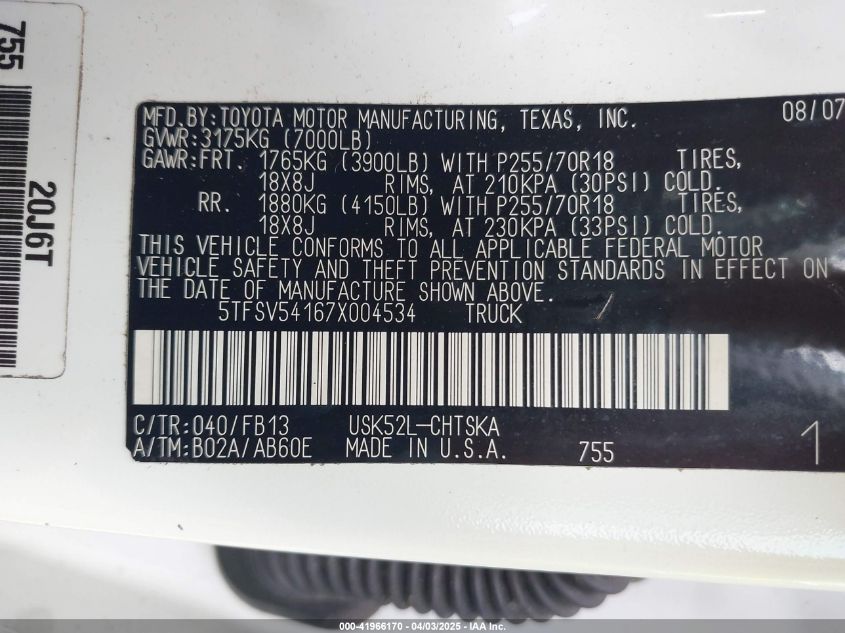 MFD.BY:TOYOTA MOTOR MANUFACTURING, TEXAS, INC. 08/07
GVWR:3175KG (7000LB)
GAWR:FRT. 1765KG (3900LB) WITH P255/70R18 TIRES,
18X8J RIMS, AT 210KPA (30PSI) COLD.
RR. 1880KG (4150LB) WITH P255/70R18 TIRES,
18X8J RIMS, AT 230KPA (33PSI) COLD.
THIS VEHICLE CONFORMS TO ALL APPLICABLE FEDERAL MOTOR
VEHICLE SAFETY AND THEFT PREVENTION STANDARDS IN EFFECT ON
THE DATE OF MANUFACTURE SHOWN ABOVE.
5TFSV54167X004534 TRUCK
C/TR:040/FB13 USK52L-CHTSKA
A/TM:B02A/AB60E MADE IN U.S.A. 755 1
755
20J6T
000-41966170 - 04/03/2025 - IAA, Inc.